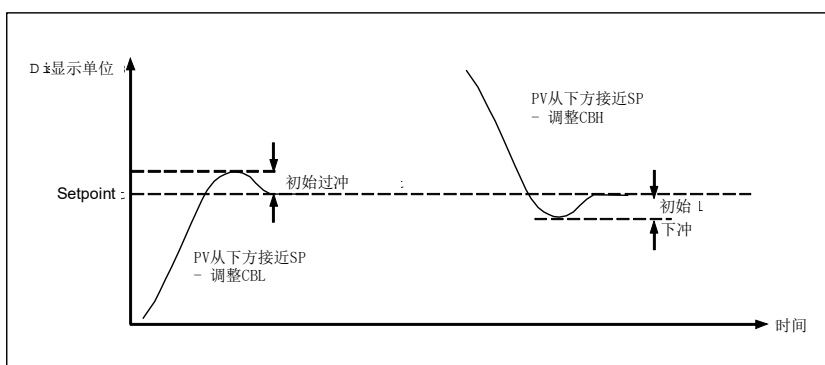 D 显示单位
PV从下方接近SP
– 调整CBH
初始过冲
Setpoint
初始
下冲
PV从下方接近SP
– 调整CBL
时间